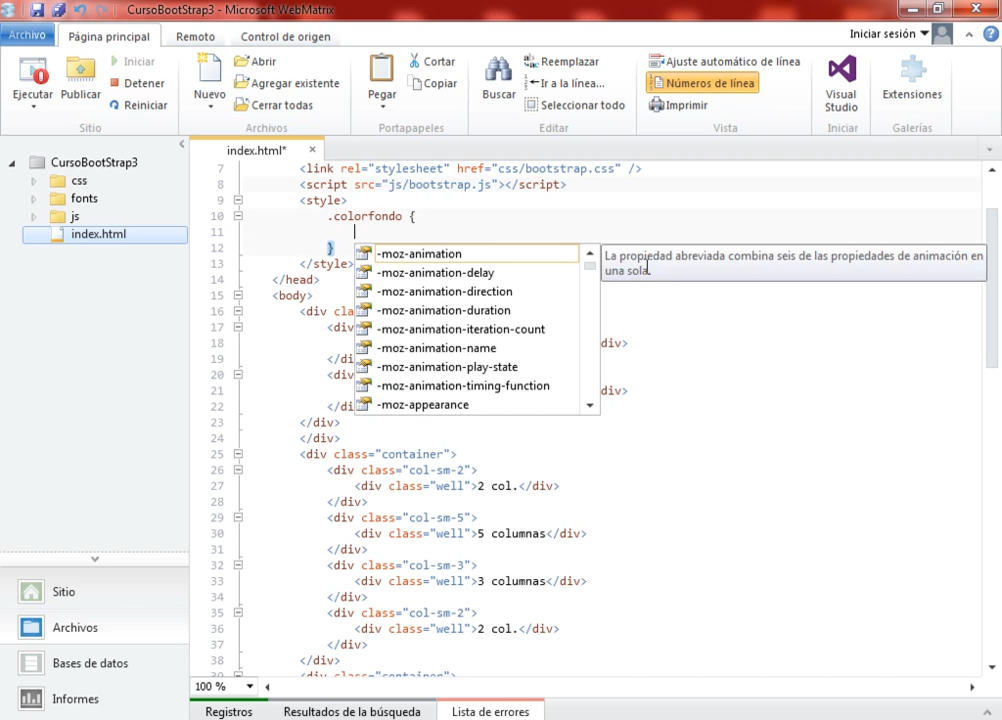 CursoBootStrap3 - Microsoft WebMatrix
Archivo
Página principal
Remoto
Control de origen
Iniciar sesión
Ejecutar
Publicar
Iniciar
Detener
Reiniciar
Sitio
Nuevo
Abrir
Agregar existente
Cerrar todas
Archivos
Pegar
Cortar
Copiar
Portapapeles
Buscar
Reemplazar
Ir a la línea...
Seleccionar todo
Editar
Ajuste automático de línea
Números de línea
Imprimir
Vista
Visual
Studio
Iniciar
Extensiones
Galerías
CursoBootStrap3
css
fonts
js
index.html
index.html*
7 <link rel="stylesheet" href="css/bootstrap.css" />
8 <script src="js/bootstrap.js"></script>
9 <style>
10 .colorfondo {
11
12 }
13 </style>
14 </head>
15 <body>
16 <div cla
17 <div
18 div>
19 </di
20 <div
21 div>
22 </di
23 </div>
24 </div>
25 <div class="container">
26 <div class="col-sm-2">
27 <div class="well">2 col.</div>
28 </div>
29 <div class="col-sm-5">
30 <div class="well">5 columnas</div>
31 </div>
32 <div class="col-sm-3">
33 <div class="well">3 columnas</div>
34 </div>
35 <div class="col-sm-2">
36 <div class="well">2 col.</div>
37 </div>
38 </div>
-moz-animation
-moz-animation-delay
-moz-animation-direction
-moz-animation-duration
-moz-animation-iteration-count
-moz-animation-name
-moz-animation-play-state
-moz-animation-timing-function
-moz-appearance
La propiedad abreviada combina seis de las propiedades de animación en
una sola.
Sitio
Archivos
Bases de datos
Informes
100 %
Registros
Resultados de la búsqueda
Lista de errores